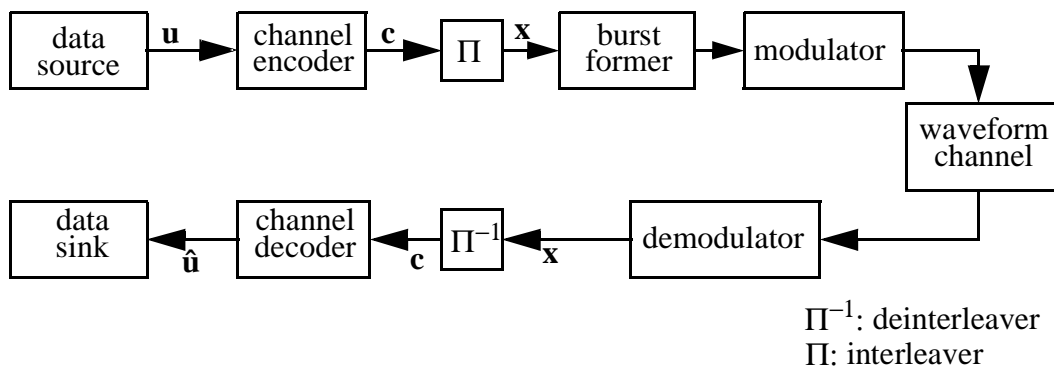 data source
u
channel encoder
c
Π
x
burst former
modulator
waveform channel
data sink
û
channel decoder
c
Π⁻¹
x
demodulator
Π⁻¹: deinterleaver
Π: interleaver